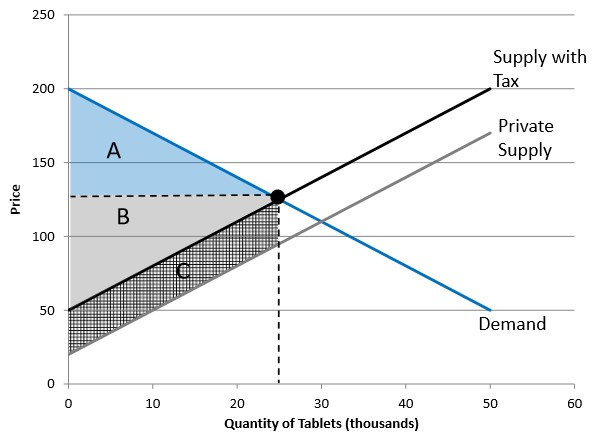 250
200
150
100
50
0
Price
A
B
C
Supply with
Tax
Private
Supply
Demand
0 10 20 30 40 50 60
Quantity of Tablets (thousands)